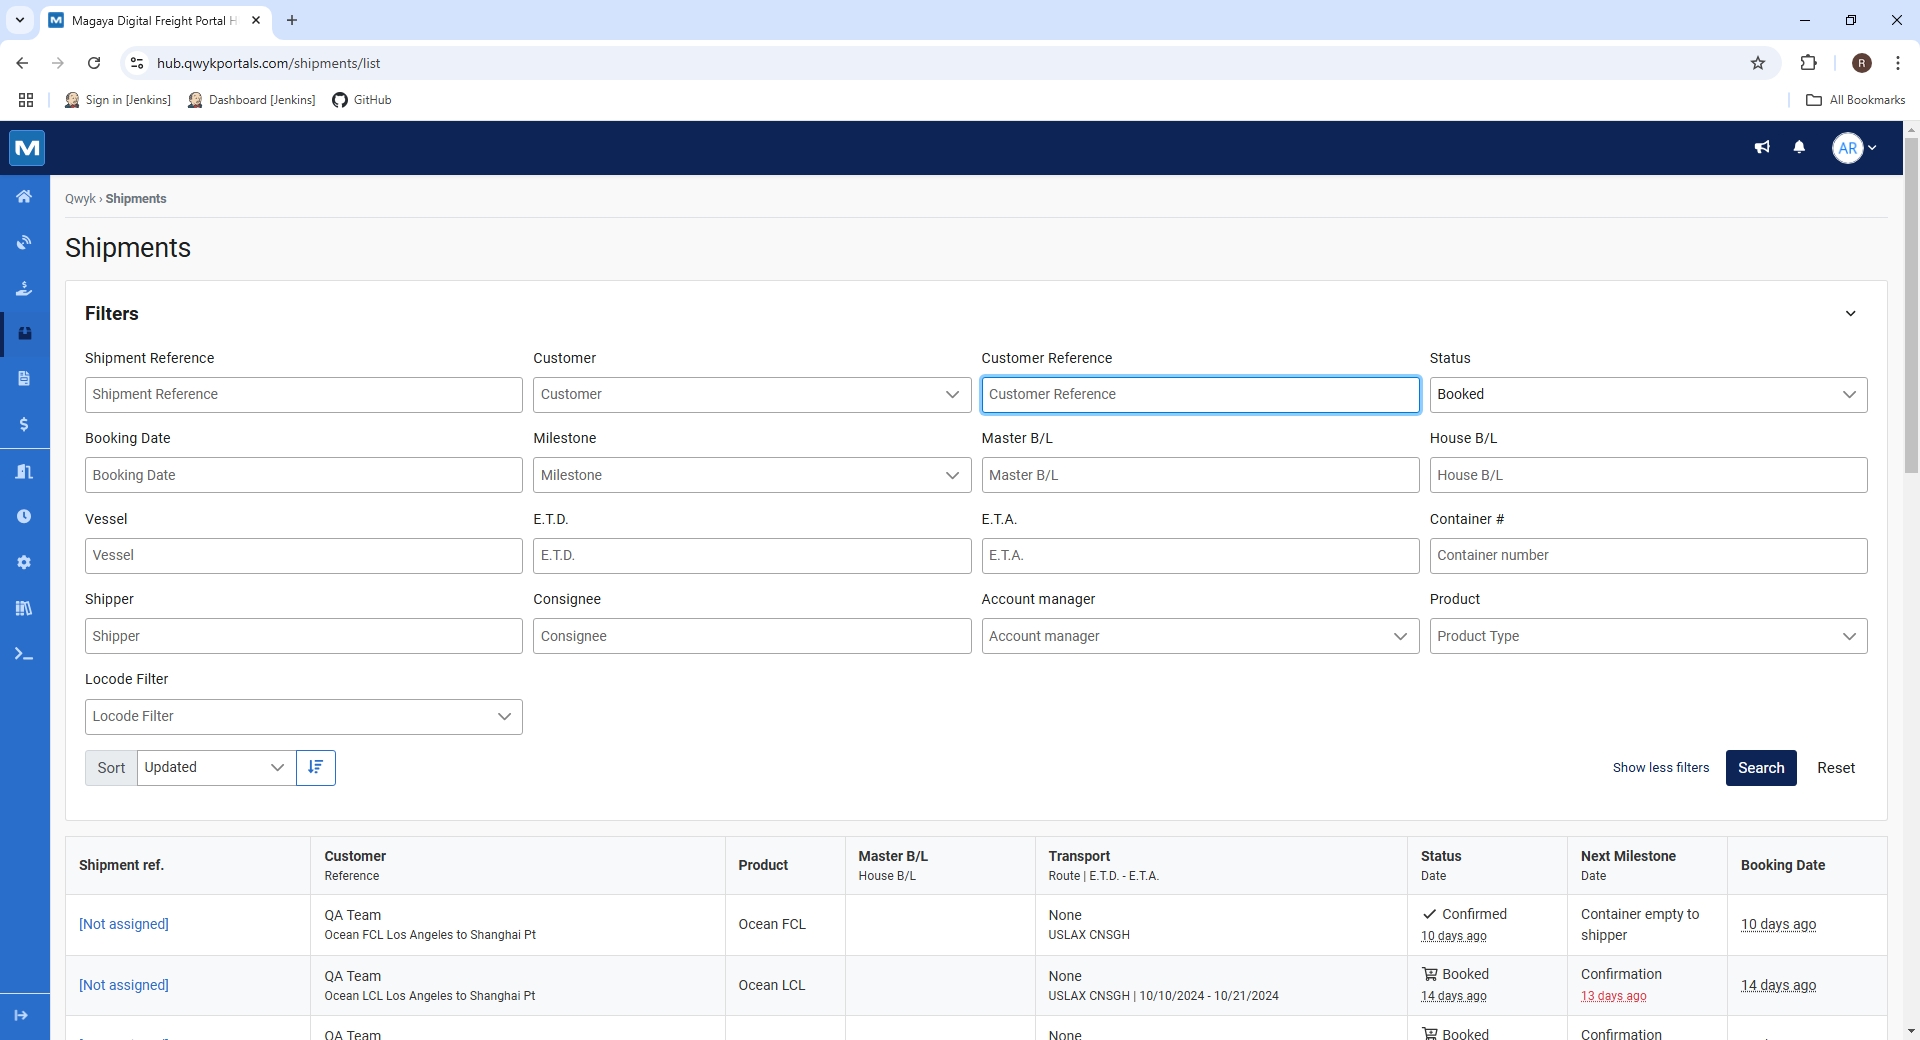 Magaya Digital Freight Portal H
hub.qwykportals.com/shipments/list
R
Sign in [Jenkins]
Dashboard [Jenkins]
GitHub
All Bookmarks
M
AR
Qwyk › Shipments
Shipments
Filters
Shipment Reference
Customer
Customer Reference
Status
Shipment Reference
Customer
Customer Reference
Booked
Booking Date
Milestone
Master B/L
House B/L
Booking Date
Milestone
Master B/L
House B/L
Vessel
E.T.D.
E.T.A.
Container #
Vessel
E.T.D.
E.T.A.
Container number
Shipper
Consignee
Account manager
Product
Shipper
Consignee
Account manager
Product Type
Locode Filter
Locode Filter
Sort
Updated
Show less filters
Search
Reset
Shipment ref.
Customer
Reference
Product
Master B/L
House B/L
Transport
Route | E.T.D. - E.T.A.
Status
Date
Next Milestone
Date
Booking Date
[Not assigned]
QA Team
Ocean FCL Los Angeles to Shanghai Pt
Ocean FCL
None
USLAX CNSGH
Confirmed
10 days ago
Container empty to
shipper
10 days ago
[Not assigned]
QA Team
Ocean LCL Los Angeles to Shanghai Pt
Ocean LCL
None
USLAX CNSGH | 10/10/2024 - 10/21/2024
Booked
14 days ago
Confirmation
13 days ago
14 days ago
QA Team
None
Booked
Confirmation